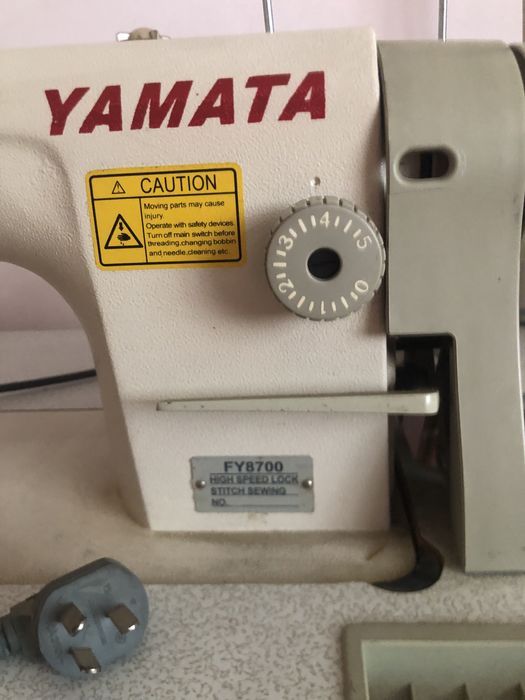 YAMATA
CAUTION
Moving parts may cause
injury.
Operate with safety devices
Turn off main switch before
threading,changing bobbin
and needle,cleaning etc.
0 1 2 3 4 5
FY8700
HIGH SPEED LOCK
STITCH SEWING
NO.